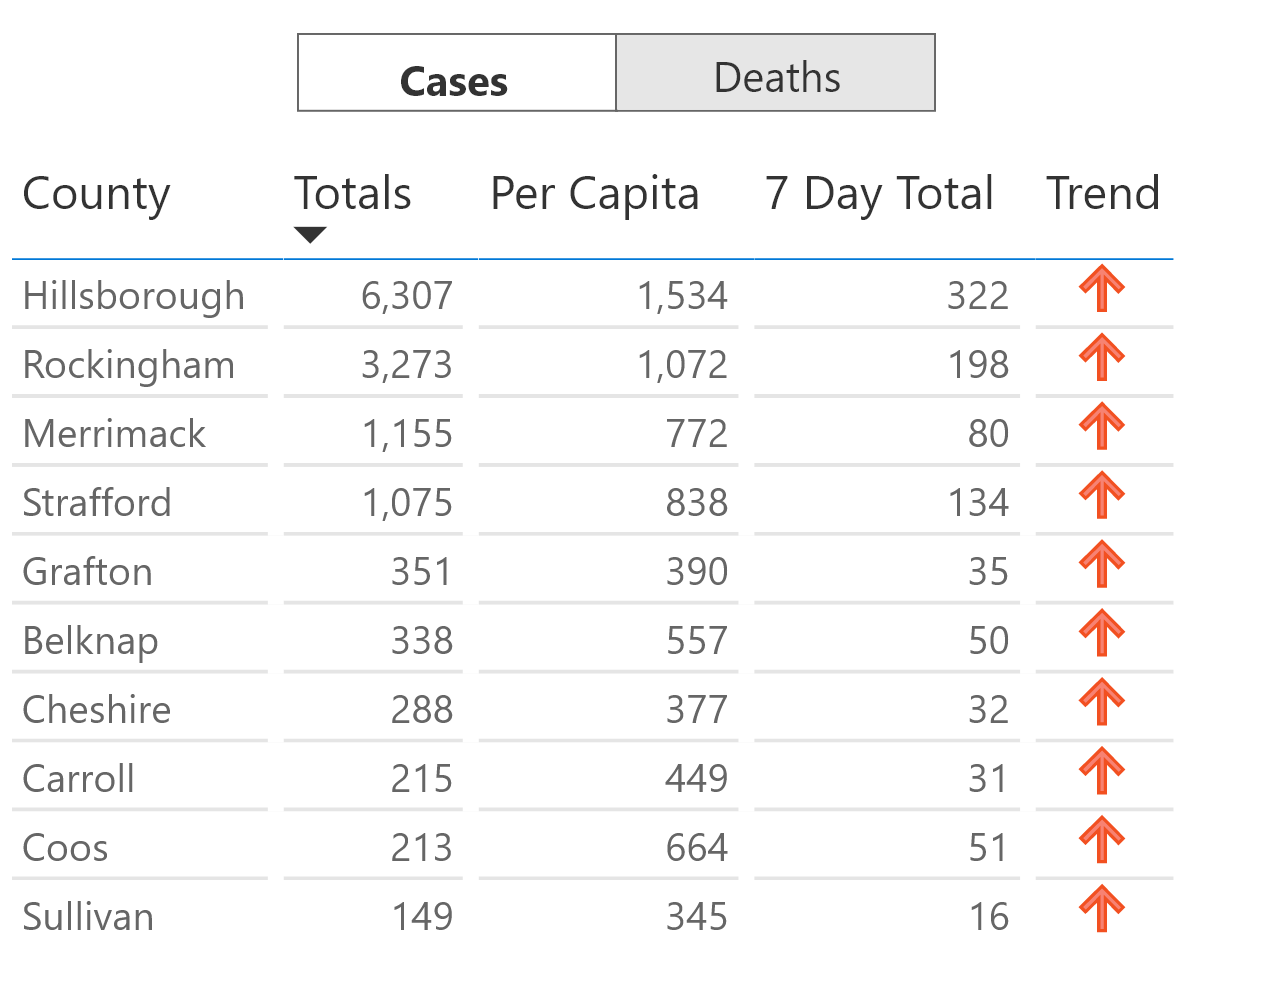 Cases Deaths
County Totals Per Capita 7 Day Total Trend
Hillsborough 6,307 1,534 322
Rockingham 3,273 1,072 198
Merrimack 1,155 772 80
Strafford 1,075 838 134
Grafton 351 390 35
Belknap 338 557 50
Cheshire 288 377 32
Carroll 215 449 31
Coos 213 664 51
Sullivan 149 345 16